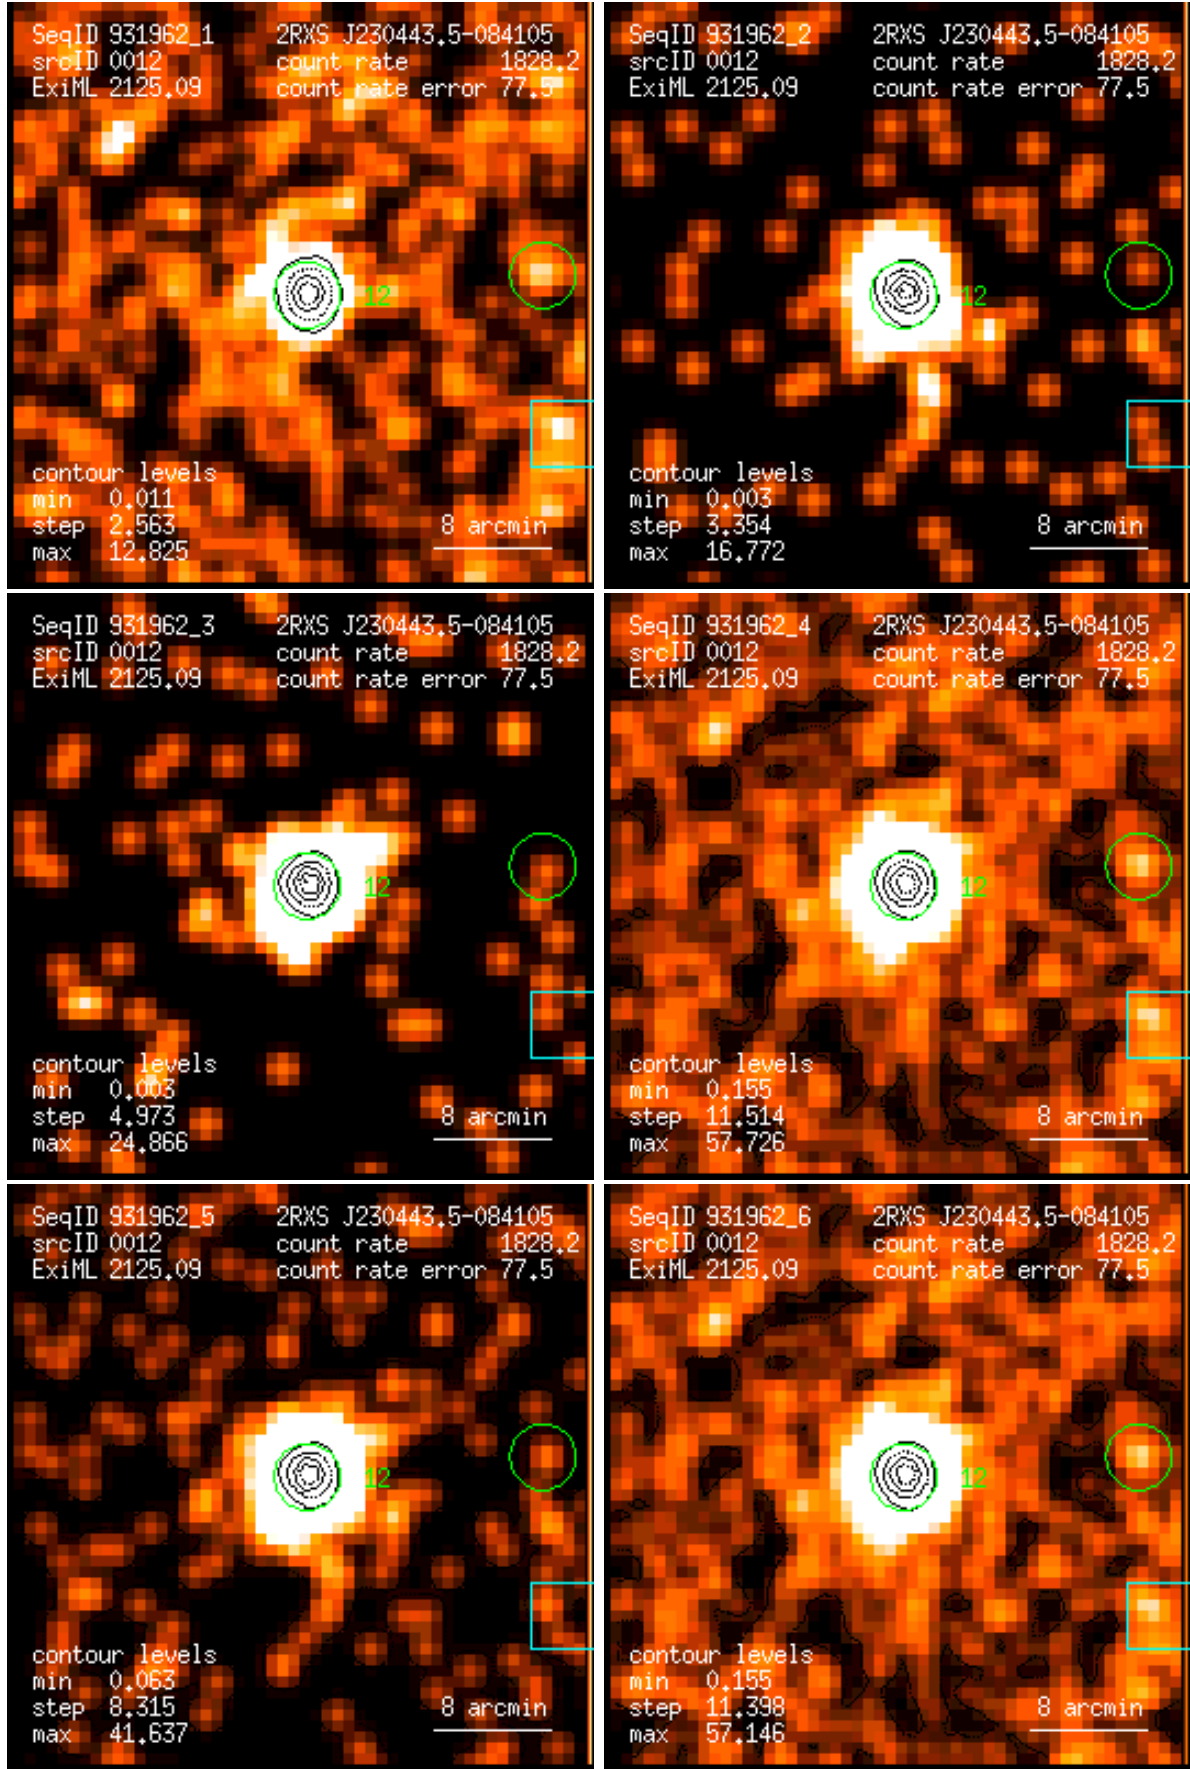 SeqID 931962_1 2RXS J230443.5-084105
srcID 0012 count rate 1828.2
ExiML 2125.09 count rate error 77.5
12
contour levels
min 0.011
step 2.563 8 arcmin
max 12.825
SeqID 931962_2 2RXS J230443.5-084105
srcID 0012 count rate 1828.2
ExiML 2125.09 count rate error 77.5
12
contour levels
min 0.003
step 3.354 8 arcmin
max 16.772
SeqID 931962_3 2RXS J230443.5-084105
srcID 0012 count rate 1828.2
ExiML 2125.09 count rate error 77.5
12
contour levels
min 0.003
step 4.973 8 arcmin
max 24.866
SeqID 931962_4 2RXS J230443.5-084105
srcID 0012 count rate 1828.2
ExiML 2125.09 count rate error 77.5
12
contour levels
min 0.155
step 11.514 8 arcmin
max 57.726
SeqID 931962_5 2RXS J230443.5-084105
srcID 0012 count rate 1828.2
ExiML 2125.09 count rate error 77.5
12
contour levels
min 0.063
step 8.315 8 arcmin
max 41.637
SeqID 931962_6 2RXS J230443.5-084105
srcID 0012 count rate 1828.2
ExiML 2125.09 count rate error 77.5
12
contour levels
min 0.155
step 11.398 8 arcmin
max 57.146